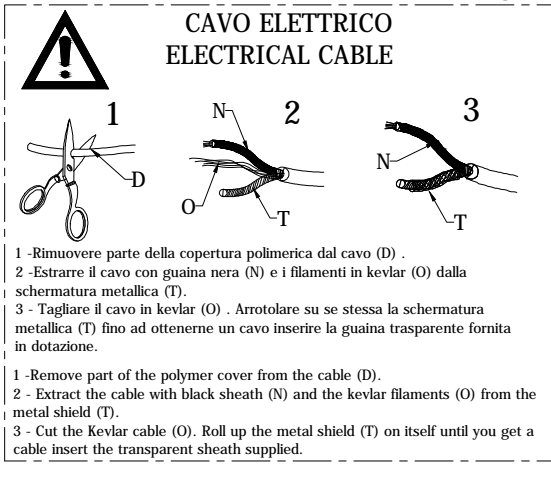 CAVO ELETTRICO
ELECTRICAL CABLE
1
2
3
N
D
O
T
N
T
1 -Rimuovere parte della copertura polimerica dal cavo (D) .
2 -Estrarre il cavo con guaina nera (N) e i filamenti in kevlar (O) dalla
schermatura metallica (T).
3 - Tagliare il cavo in kevlar (O) . Arrotolare su se stessa la schermatura
metallica (T) fino ad ottenerne un cavo inserire la guaina trasparente fornita
in dotazione.
1 -Remove part of the polymer cover from the cable (D).
2 - Extract the cable with black sheath (N) and the kevlar filaments (O) from the
metal shield (T).
3 - Cut the Kevlar cable (O). Roll up the metal shield (T) on itself until you get a
cable insert the transparent sheath supplied.